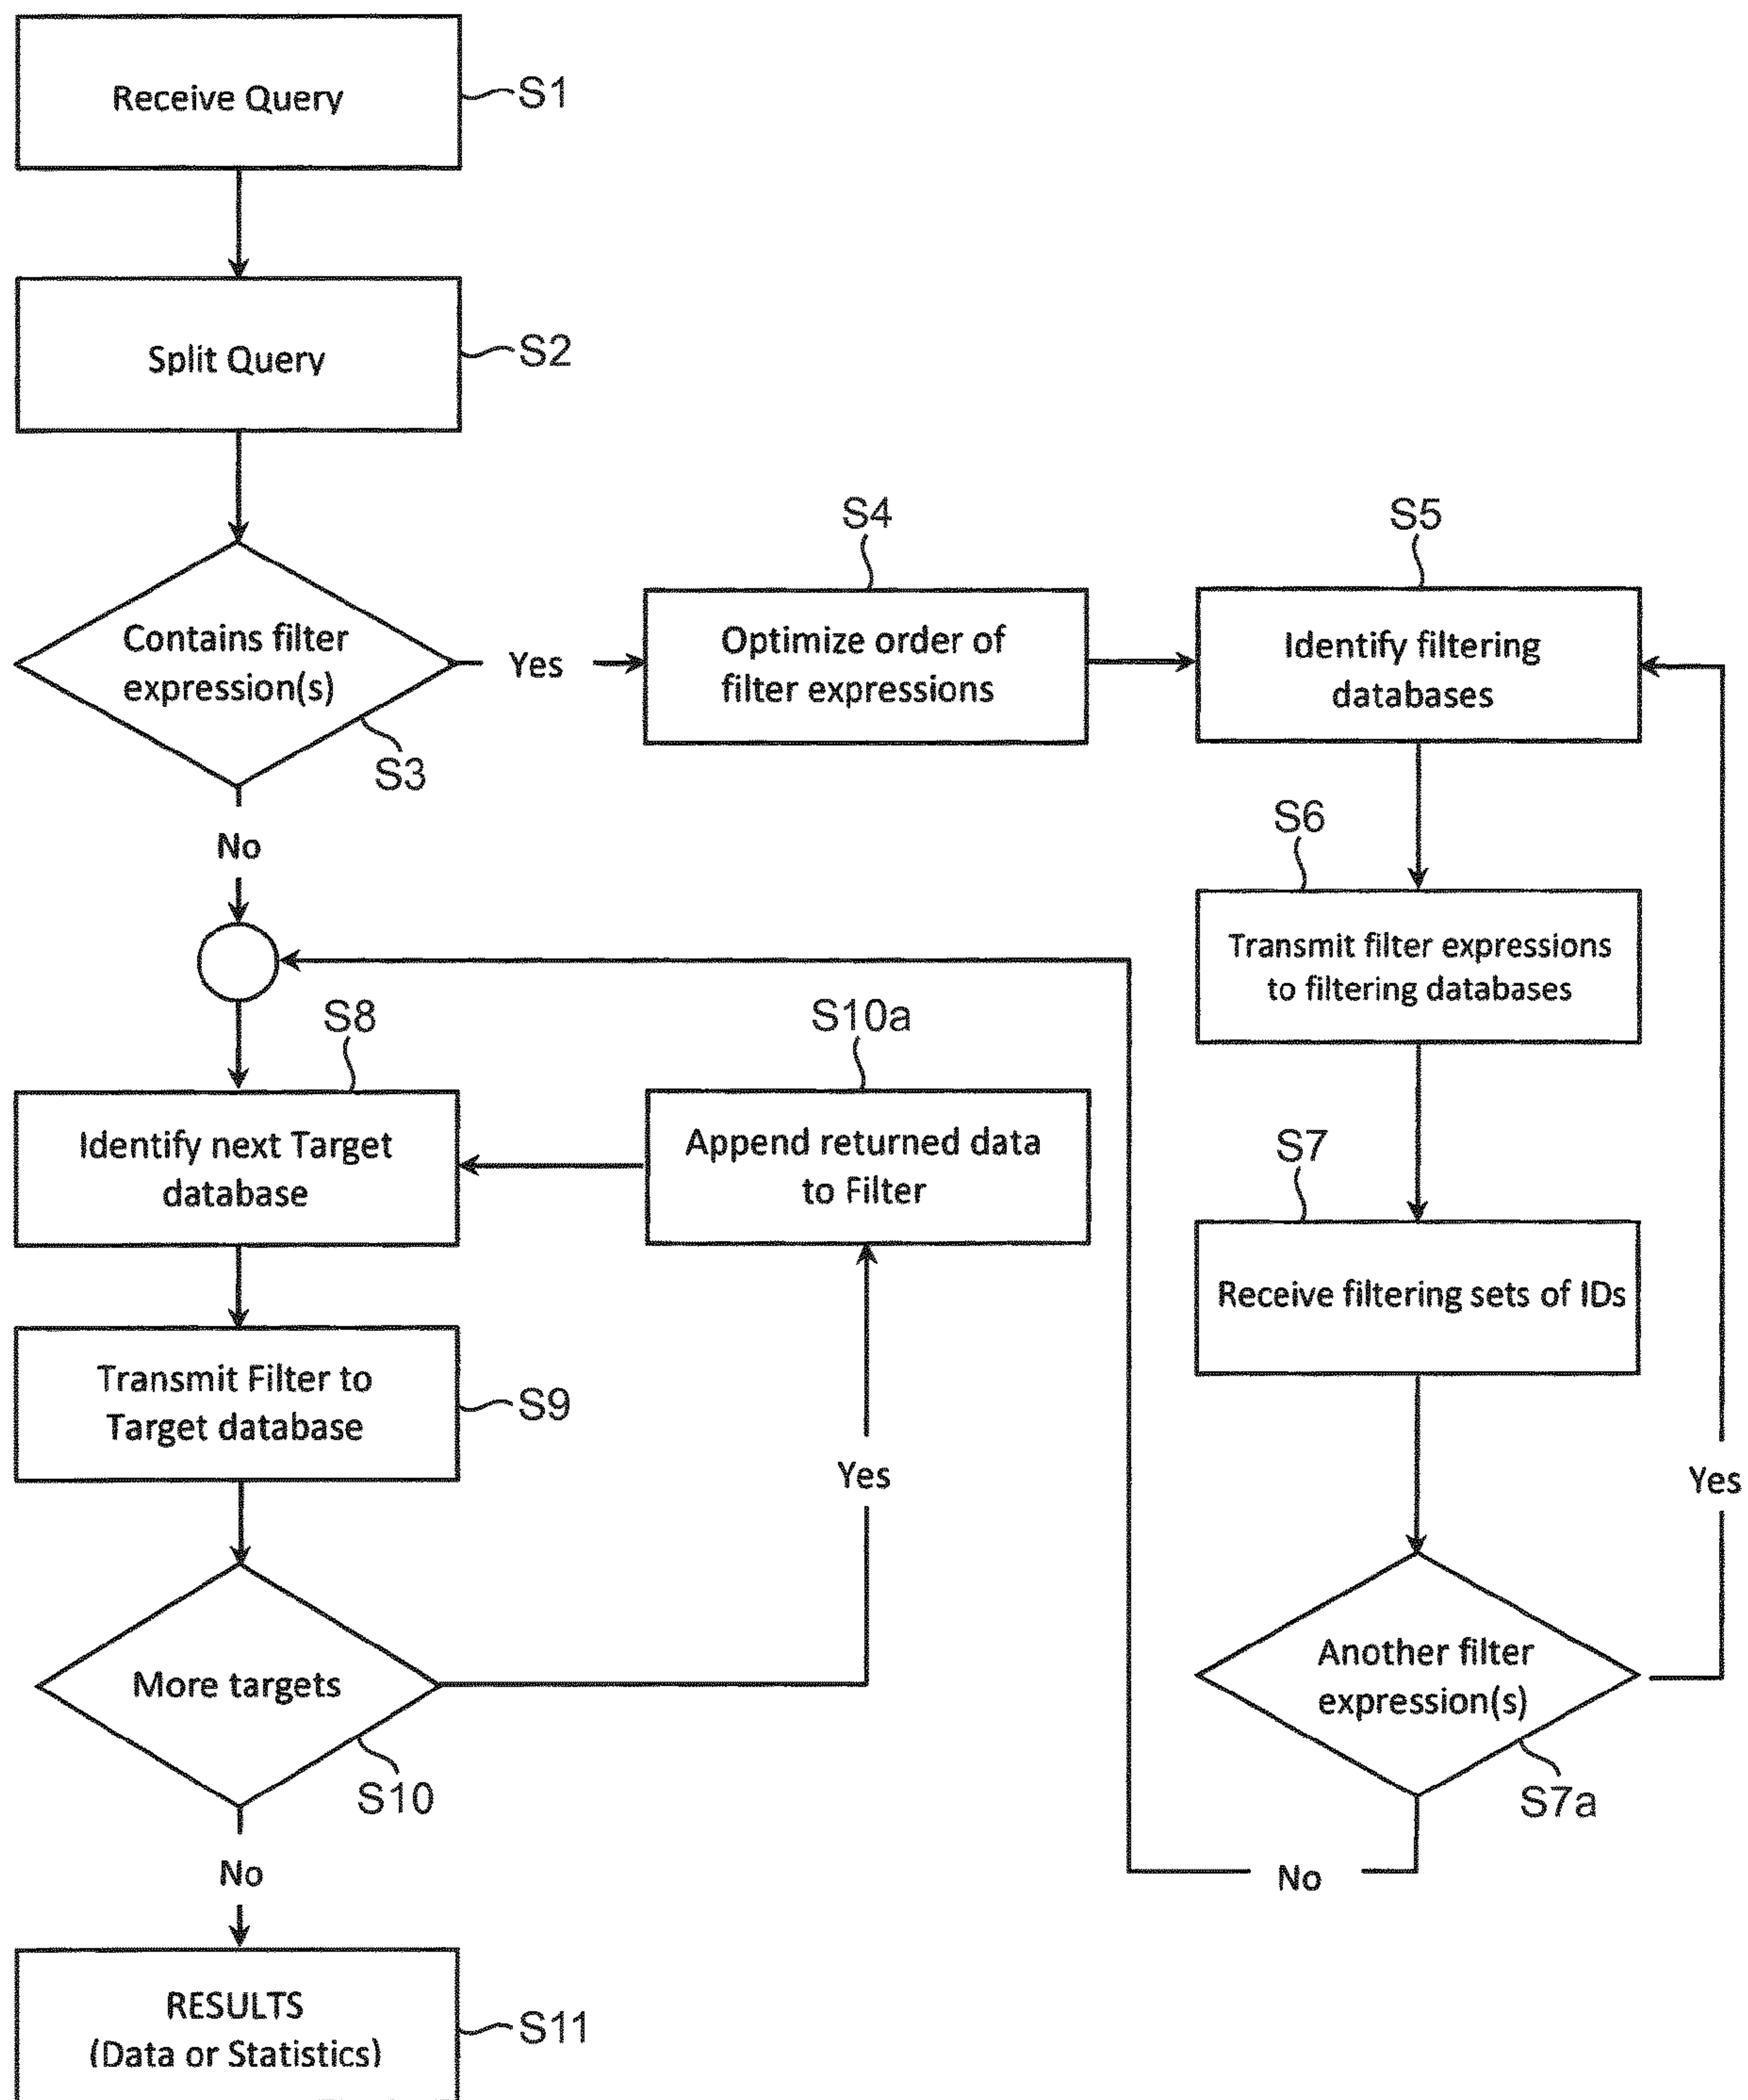 Receive Query
S1
Split Query
S2
S4
S5
Contains filter
expression(s)
S3
Yes
Optimize order of
filter expressions
Identify filtering
databases
No
S6
Transmit filter expressions
to filtering databases
S8
S10a
Identify next Target
database
Append returned data
to Filter
S7
Receive filtering sets of IDs
Transmit Filter to
Target database
S9
Yes
Yes
More targets
S10
Another filter
expression(s)
S7a
No
No
RESULTS
(Data or Statistics)
S11